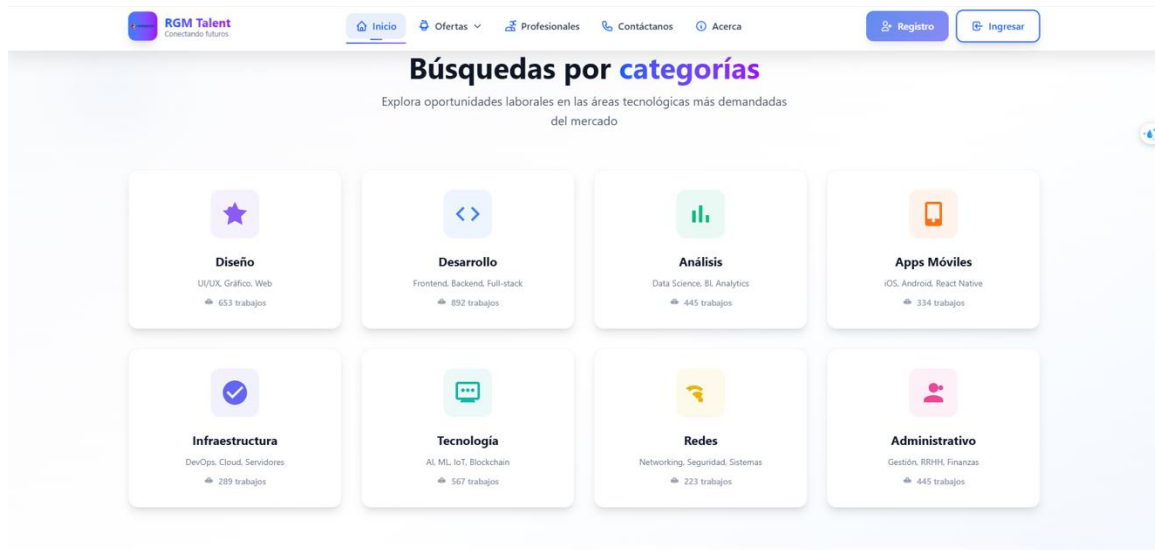 RGM Talent
Conectando futuros
Inicio
Ofertas
Profesionales
Contáctanos
Acerca
Registro
Ingresar
Búsquedas por categorías
Explora oportunidades laborales en las áreas tecnológicas más demandadas
del mercado
Diseño
UI/UX, Gráfico, Web
653 trabajos
Desarrollo
Frontend, Backend, Full-stack
892 trabajos
Análisis
Data Science, BI, Analytics
445 trabajos
Apps Móviles
iOS, Android, React Native
334 trabajos
Infraestructura
DevOps, Cloud, Servidores
289 trabajos
Tecnología
AI, ML, IoT, Blockchain
567 trabajos
Redes
Networking, Seguridad, Sistemas
223 trabajos
Administrativo
Gestión, RRHH, Finanzas
445 trabajos